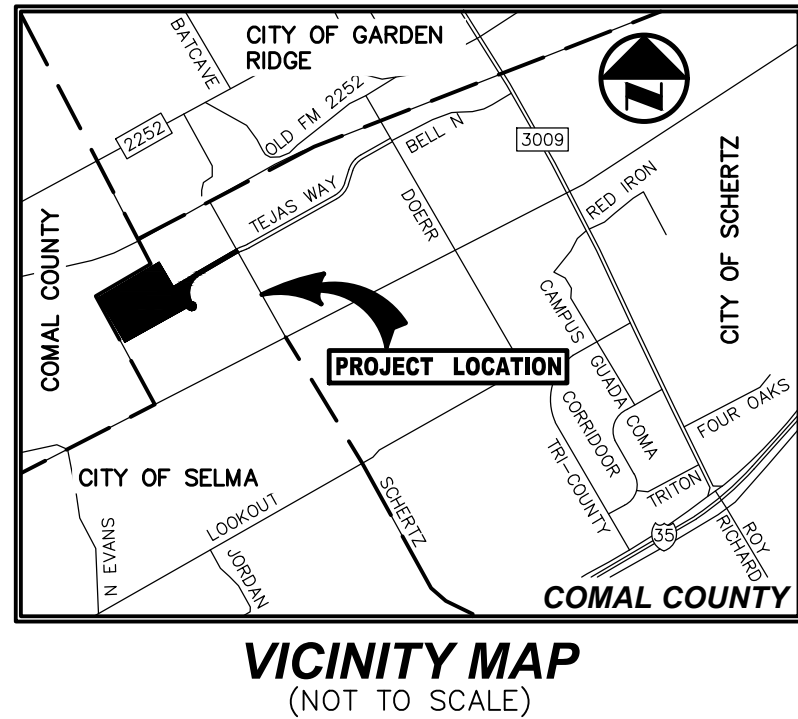 BATCAVE
CITY OF GARDEN
RIDGE
2252
OLD FM 2252
N
BELL N
3009
TEJAS WAY
DOERR
RED IRON
CITY OF SCHERTZ
COMAL COUNTY
CAMPUS
PROJECT LOCATION
GUADA COMA
CORRIDOOR
TRI-COUNTY
FOUR OAKS
CITY OF SELMA
LOOKOUT
SCHERTZ
TRITON
35
ROY
RICHARD
N EVANS
JORDAN
COMAL COUNTY
VICINITY MAP
(NOT TO SCALE)